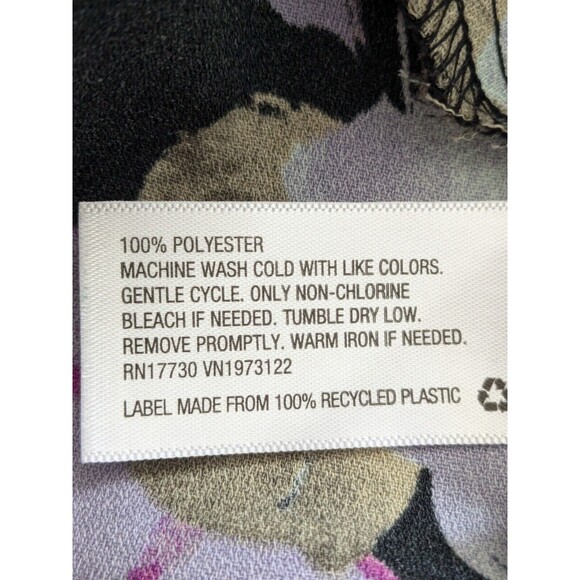 100% POLYESTER
MACHINE WASH COLD WITH LIKE COLORS.
GENTLE CYCLE. ONLY NON-CHLORINE
BLEACH IF NEEDED. TUMBLE DRY LOW.
REMOVE PROMPTLY. WARM IRON IF NEEDED.
RN17730 VN1973122
LABEL MADE FROM 100% RECYCLED PLASTIC